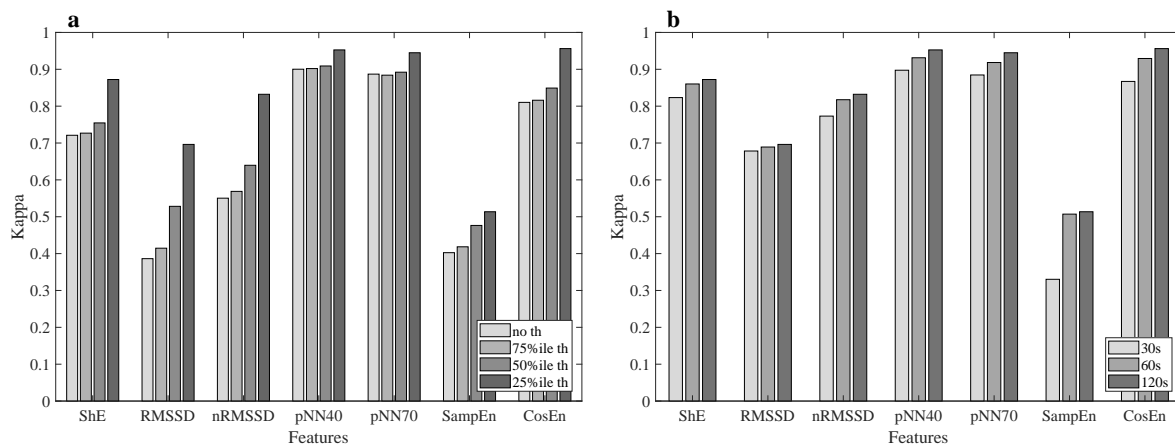 a
1
0.9
0.8
0.7
0.6
0.5
0.4
0.3
0.2
0.1
0
Kappa
ShE RMSSD nRMSSD pNN40 pNN70 SampEn CosEn
Features
no th
75%ile th
50%ile th
25%ile th
b
1
0.9
0.8
0.7
0.6
0.5
0.4
0.3
0.2
0.1
0
Kappa
ShE RMSSD nRMSSD pNN40 pNN70 SampEn CosEn
Features
30s
60s
120s